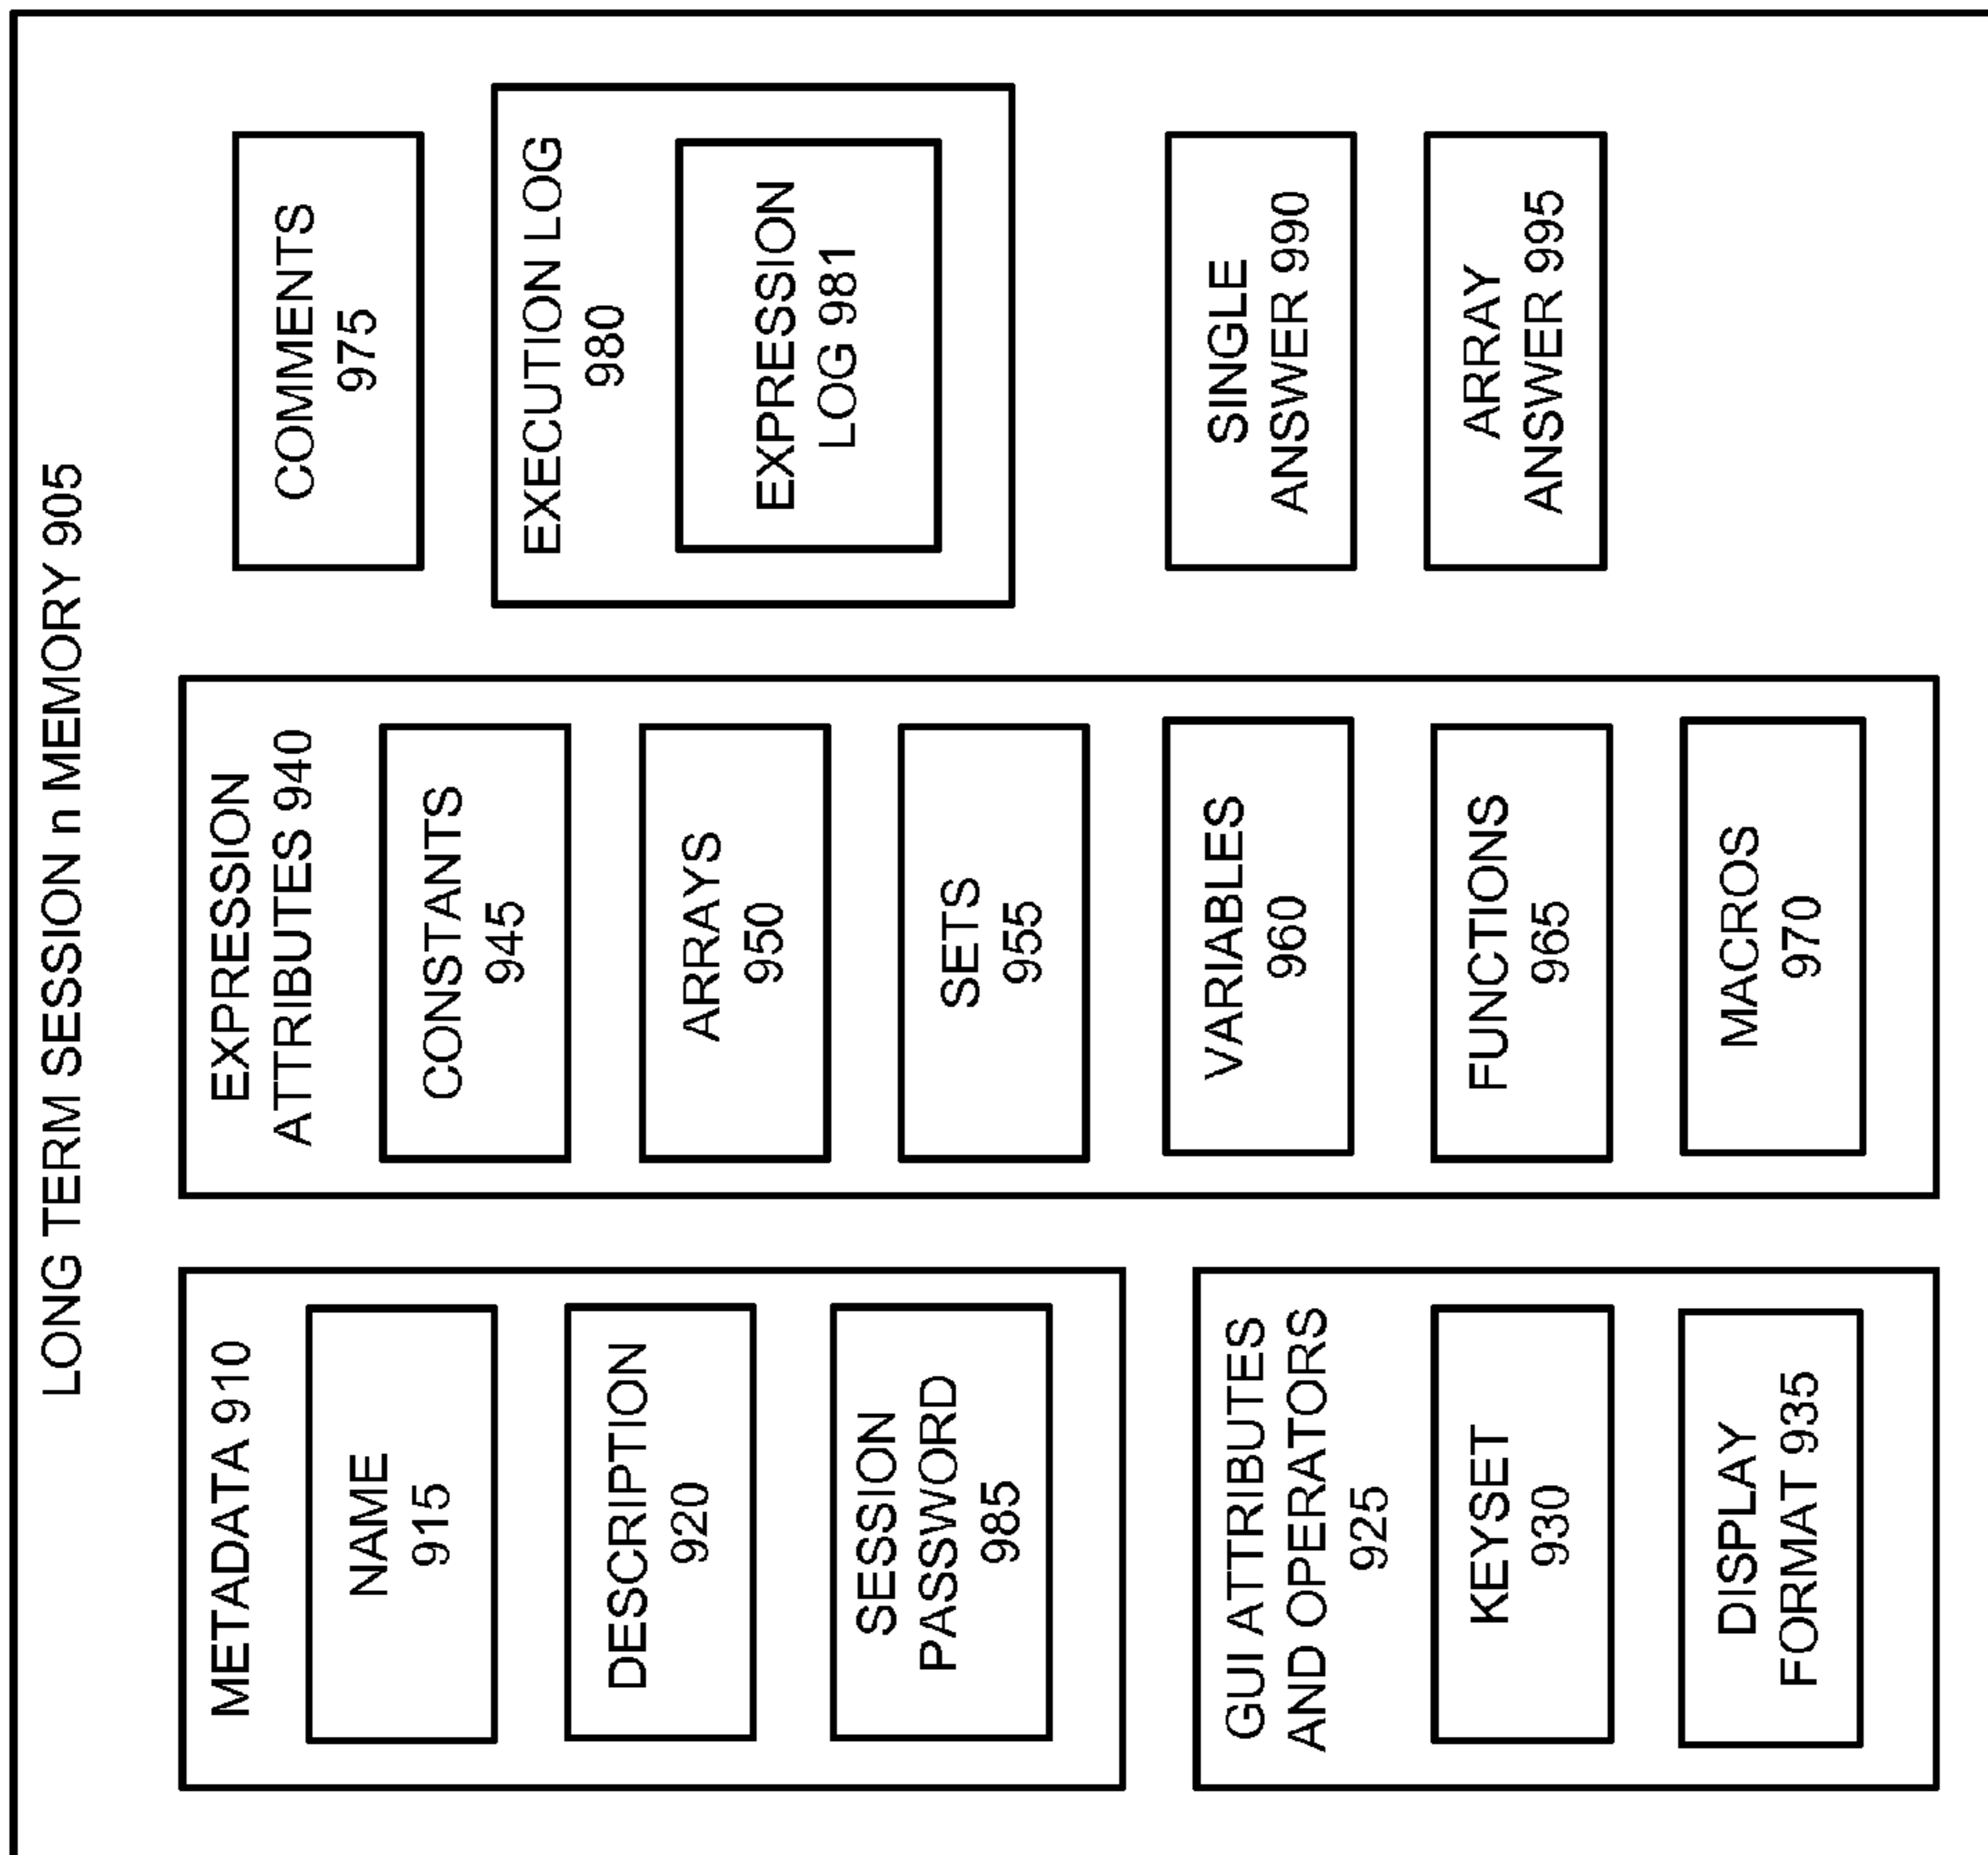 LONG TERM SESSION n MEMORY 905
METADATA 910
NAME
915
DESCRIPTION
920
SESSION
PASSWORD
985
GUI ATTRIBUTES
AND OPERATORS
925
KEYSET
930
DISPLAY
FORMAT 935
EXPRESSION
ATTRIBUTES 940
CONSTANTS
945
ARRAYS
950
SETS
955
VARIABLES
960
FUNCTIONS
965
MACROS
970
COMMENTS
975
EXECUTION LOG
980
EXPRESSION
LOG 981
SINGLE
ANSWER 990
ARRAY
ANSWER 995